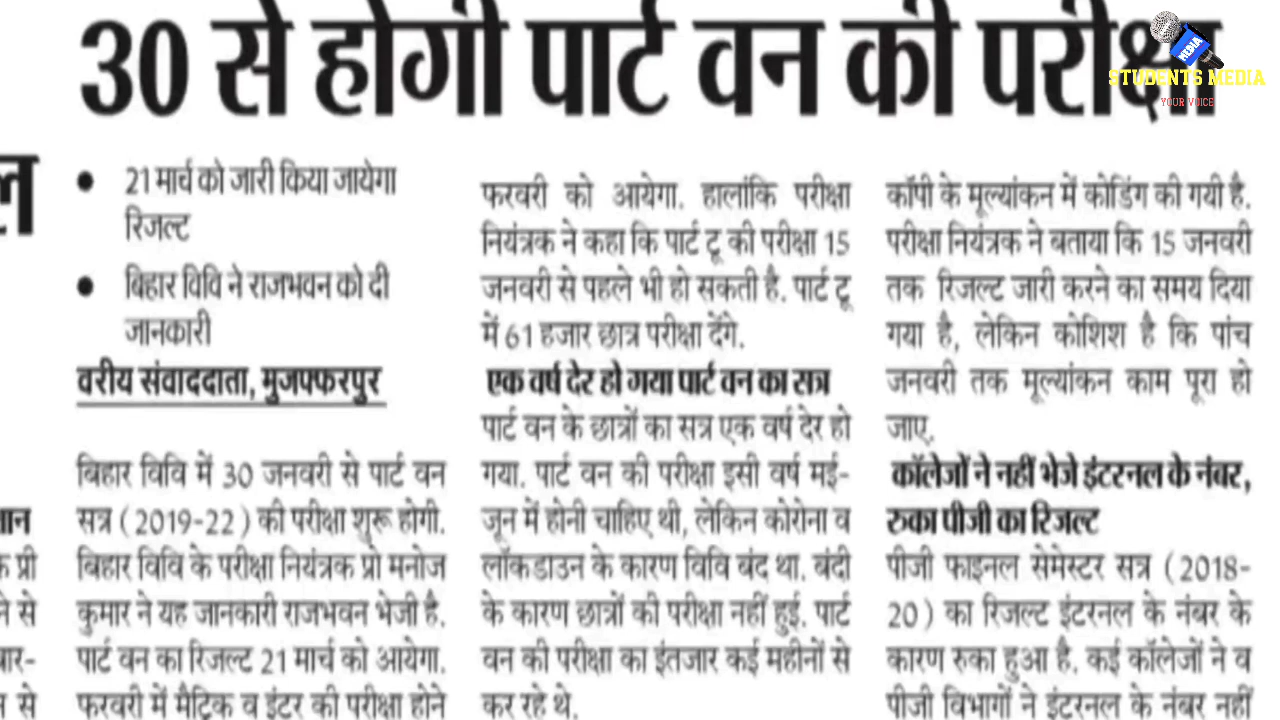 30 से होगी पार्ट वन की परीक्षा
MEDIA
STUDENTS MEDIA
YOUR VOICE
• 21 मार्च को जारी किया जायेगा
रिजल्ट
• बिहार विवि ने राजभवन को दी
जानकारी
वरीय संवाददाता, मुजफ्फरपुर
बिहार विवि में 30 जनवरी से पार्ट वन
सत्र (2019-22) की परीक्षा शुरू होगी.
बिहार विवि के परीक्षा नियंत्रक प्रो मनोज
कुमार ने यह जानकारी राजभवन भेजी है.
पार्ट वन का रिजल्ट 21 मार्च को आयेगा.
फरवरी में मैट्रिक व इंटर की परीक्षा होने
फरवरी को आयेगा. हालांकि परीक्षा
नियंत्रक ने कहा कि पार्ट टू की परीक्षा 15
जनवरी से पहले भी हो सकती है. पार्ट टू
में 61 हजार छात्र परीक्षा देंगे.
एक वर्ष देर हो गया पार्ट वन का सत्र
पार्ट वन के छात्रों का सत्र एक वर्ष देर हो
गया. पार्ट वन की परीक्षा इसी वर्ष मई-
जून में होनी चाहिए थी, लेकिन कोरोना व
लॉकडाउन के कारण विवि बंद था. बंदी
के कारण छात्रों की परीक्षा नहीं हुई. पार्ट
वन की परीक्षा का इंतजार कई महीनों से
कर रहे थे.
कॉपी के मूल्यांकन में कोडिंग की गयी है.
परीक्षा नियंत्रक ने बताया कि 15 जनवरी
तक रिजल्ट जारी करने का समय दिया
गया है, लेकिन कोशिश है कि पांच
जनवरी तक मूल्यांकन काम पूरा हो
जाए.
कॉलेजों ने नहीं भेजे इंटरनल के नंबर,
रुका पीजी का रिजल्ट
पीजी फाइनल सेमेस्टर सत्र (2018-
20) का रिजल्ट इंटरनल के नंबर के
कारण रुका हुआ है. कई कॉलेजों ने व
पीजी विभागों ने इंटरनल के नंबर नहीं